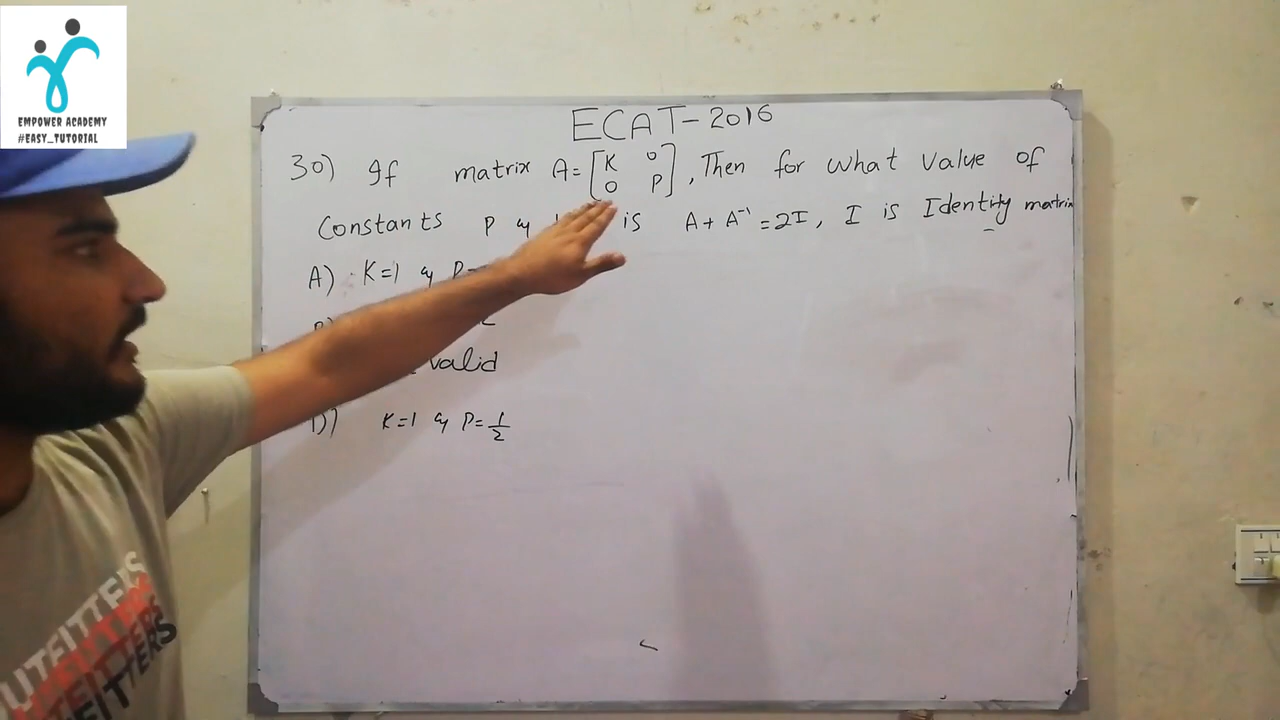 EMPOWER ACADEMY
#EASY_TUTORIAL
ECAT-2016
30) If matrix A=[K 0
0 P], Then for what value of
Constants P & is A+A⁻¹=2I, I is Identity matrix
A) K=1 & P=
valid
D) K=1 & P=1/2
UTFITTERS